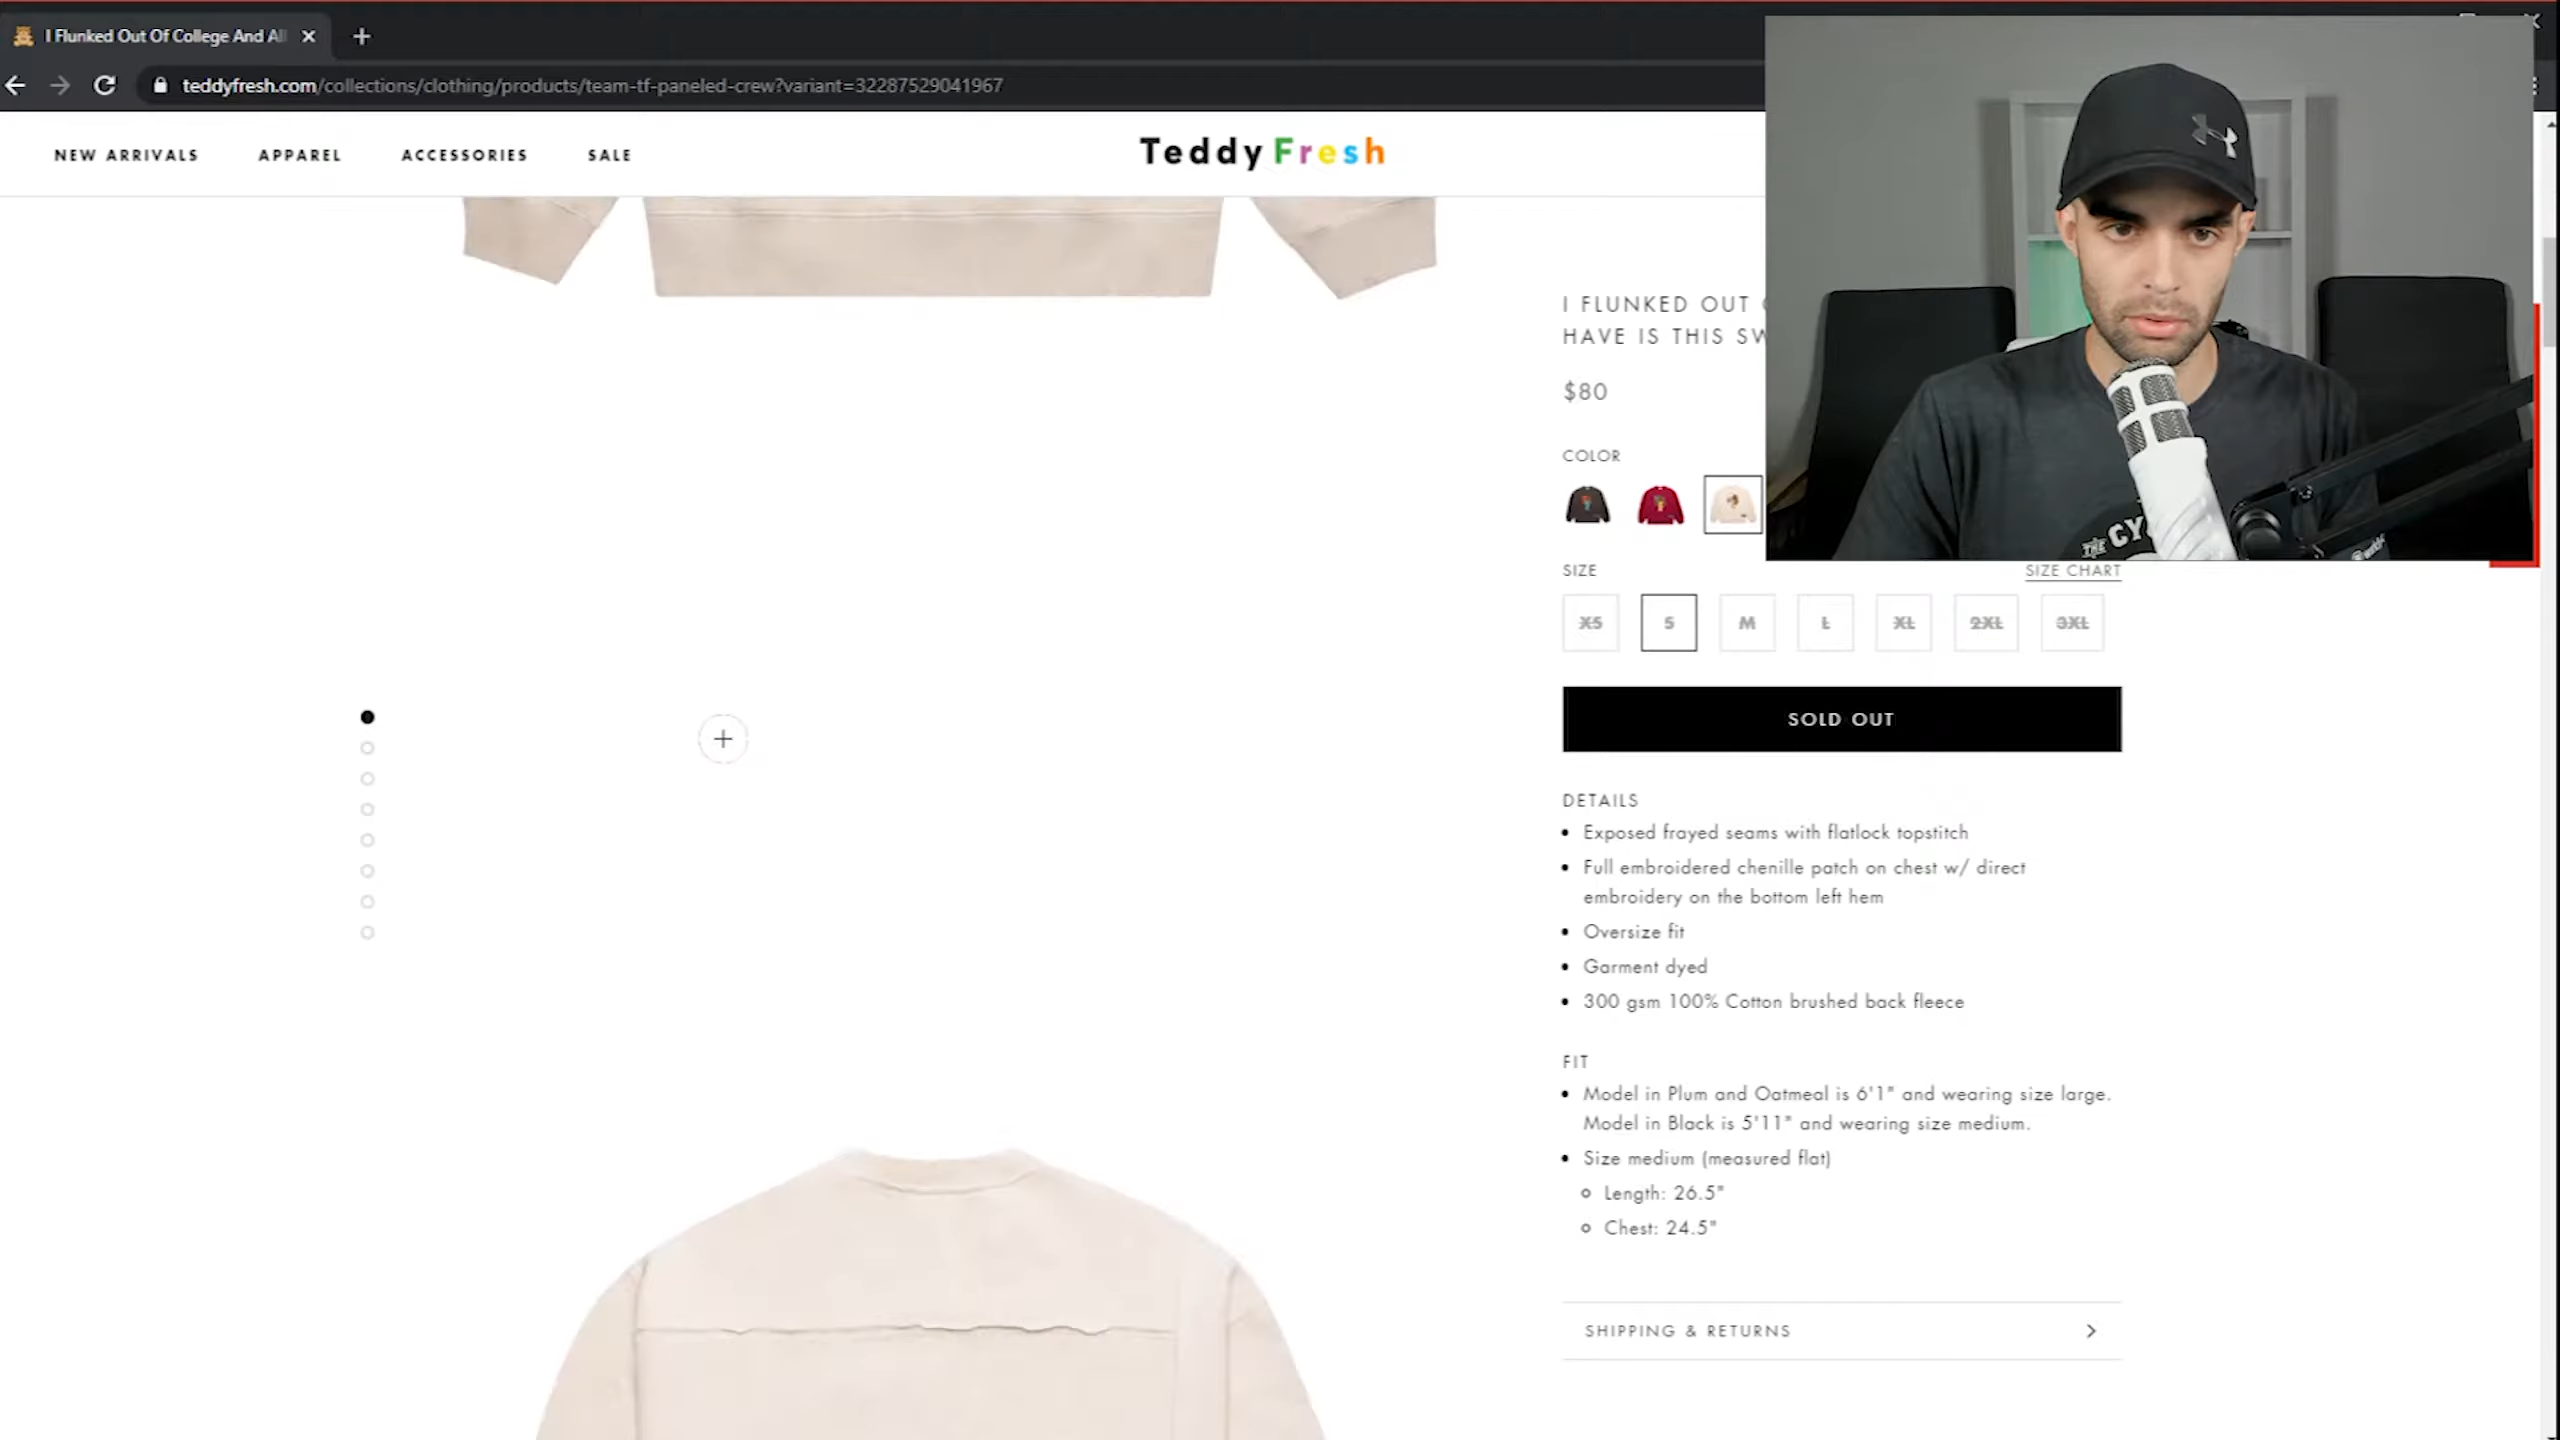 I Flunked Out Of College And All
teddyfresh.com/collections/clothing/products/team-tf-paneled-crew?variant=32287529041967
NEW ARRIVALS APPAREL ACCESSORIES SALE
Teddy Fresh
I FLUNKED OUT
HAVE IS THIS SW
$80
COLOR
THE CY
SIZE SIZE CHART
XS S M L XL 2XL 3XL
SOLD OUT
DETAILS
• Exposed frayed seams with flatlock topstitch
• Full embroidered chenille patch on chest w/ direct
embroidery on the bottom left hem
• Oversize fit
• Garment dyed
• 300 gsm 100% Cotton brushed back fleece
FIT
• Model in Plum and Oatmeal is 6'1" and wearing size large.
Model in Black is 5'11" and wearing size medium.
• Size medium (measured flat)
Length: 26.5"
Chest: 24.5"
SHIPPING & RETURNS